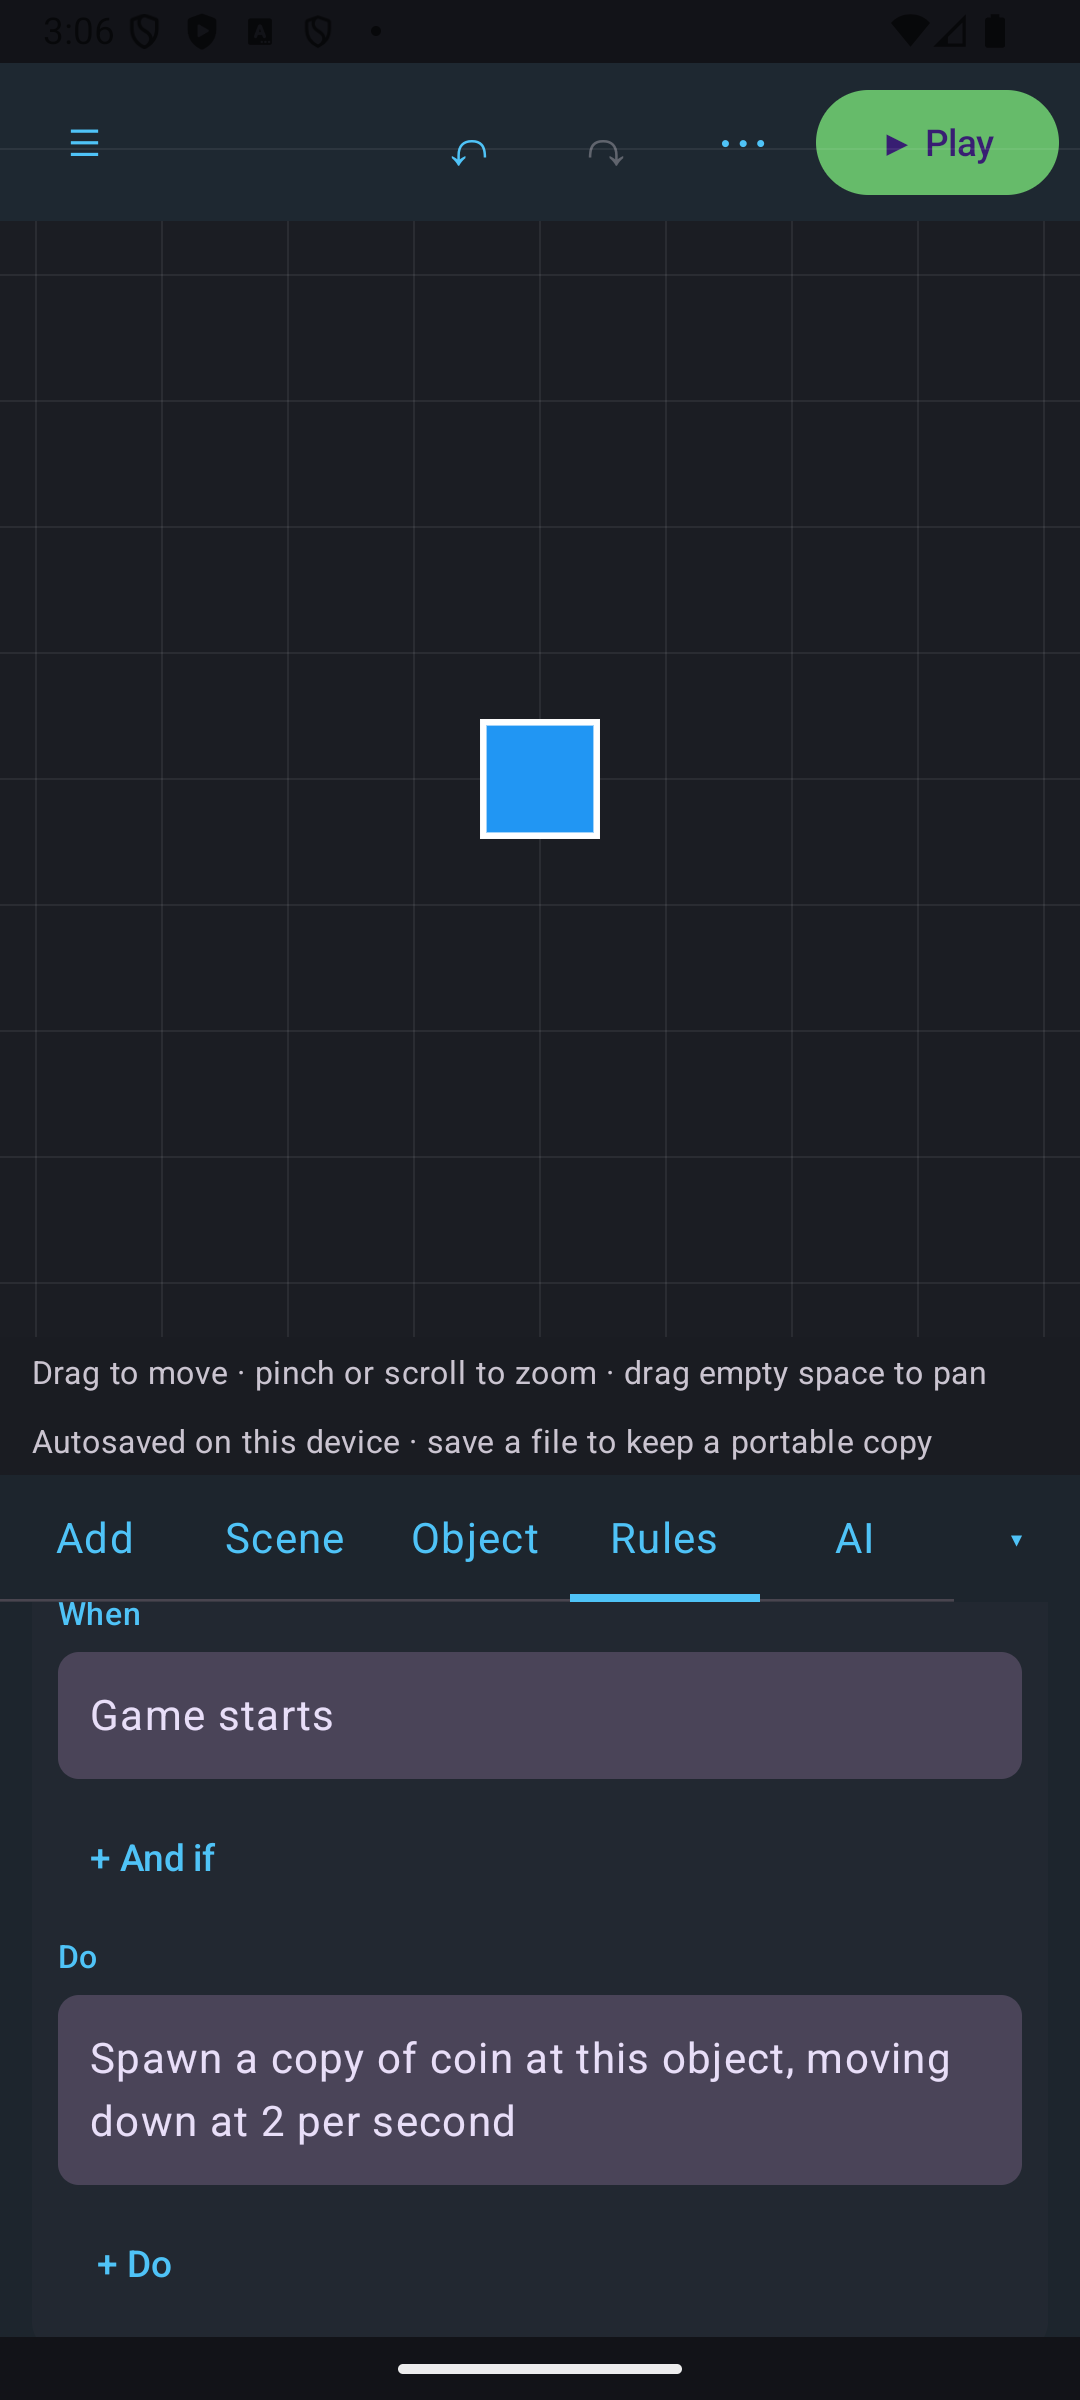 3:06
Play
Drag to move · pinch or scroll to zoom · drag empty space to pan
Autosaved on this device · save a file to keep a portable copy
Add Scene Object Rules AI
When
Game starts
+ And if
Do
Spawn a copy of coin at this object, moving
down at 2 per second
+ Do